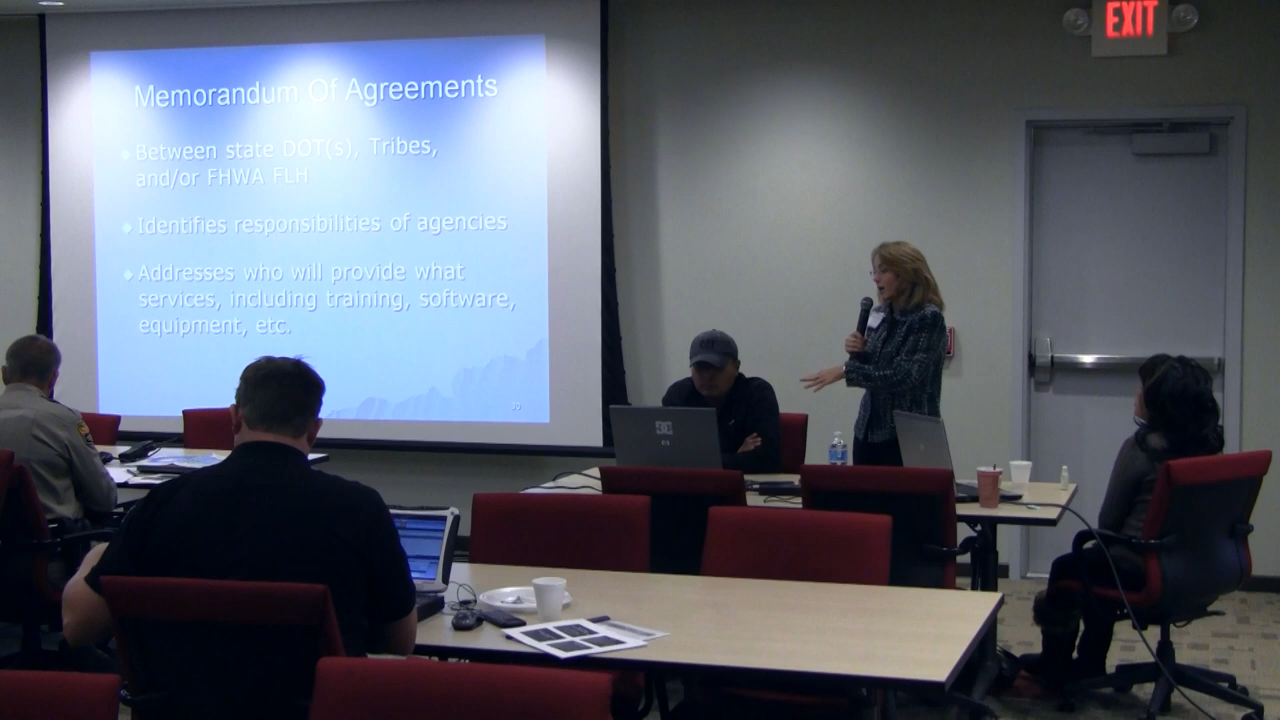 Memorandum Of Agreements
Between state DOT(s), Tribes,
and/or FHWA FLH
Identifies responsibilities of agencies
Addresses who will provide what
services, including training, software,
equipment, etc.
EXIT